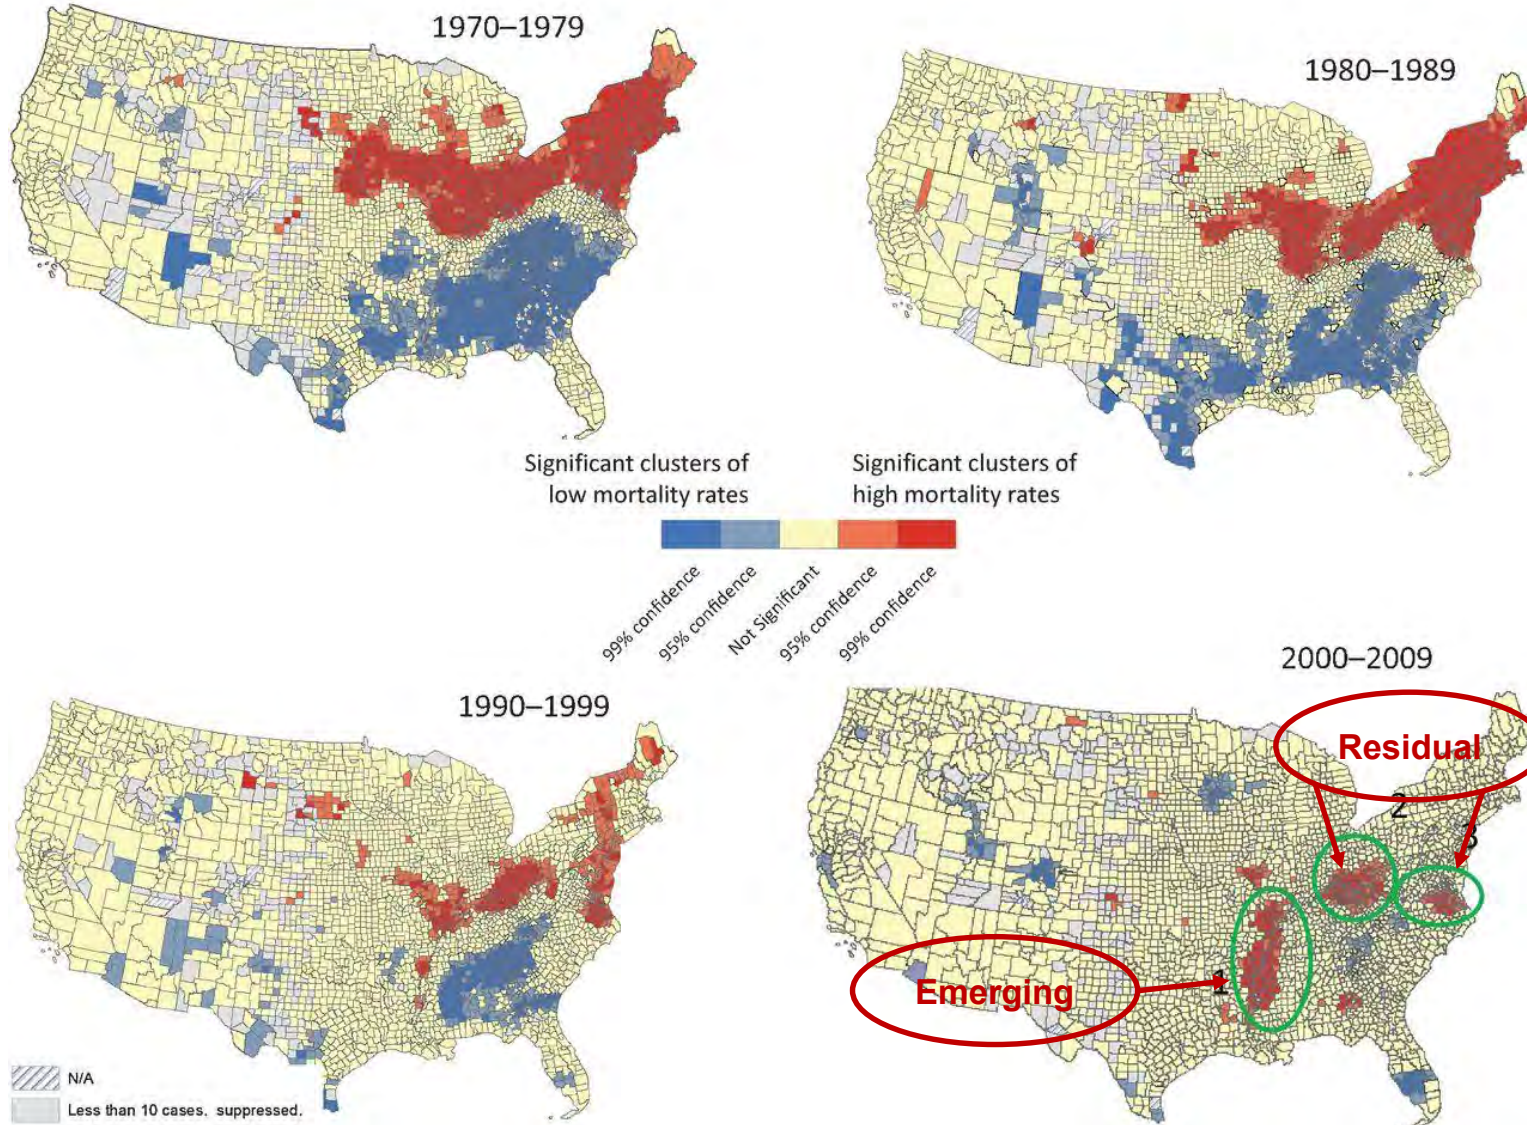 1970–1979
1980–1989
Significant clusters of
low mortality rates
Significant clusters of
high mortality rates
99% confidence
95% confidence
Not Significant
95% confidence
99% confidence
1990–1999
2000–2009
Residual
2
3
Emerging
1
N/A
Less than 10 cases. suppressed.